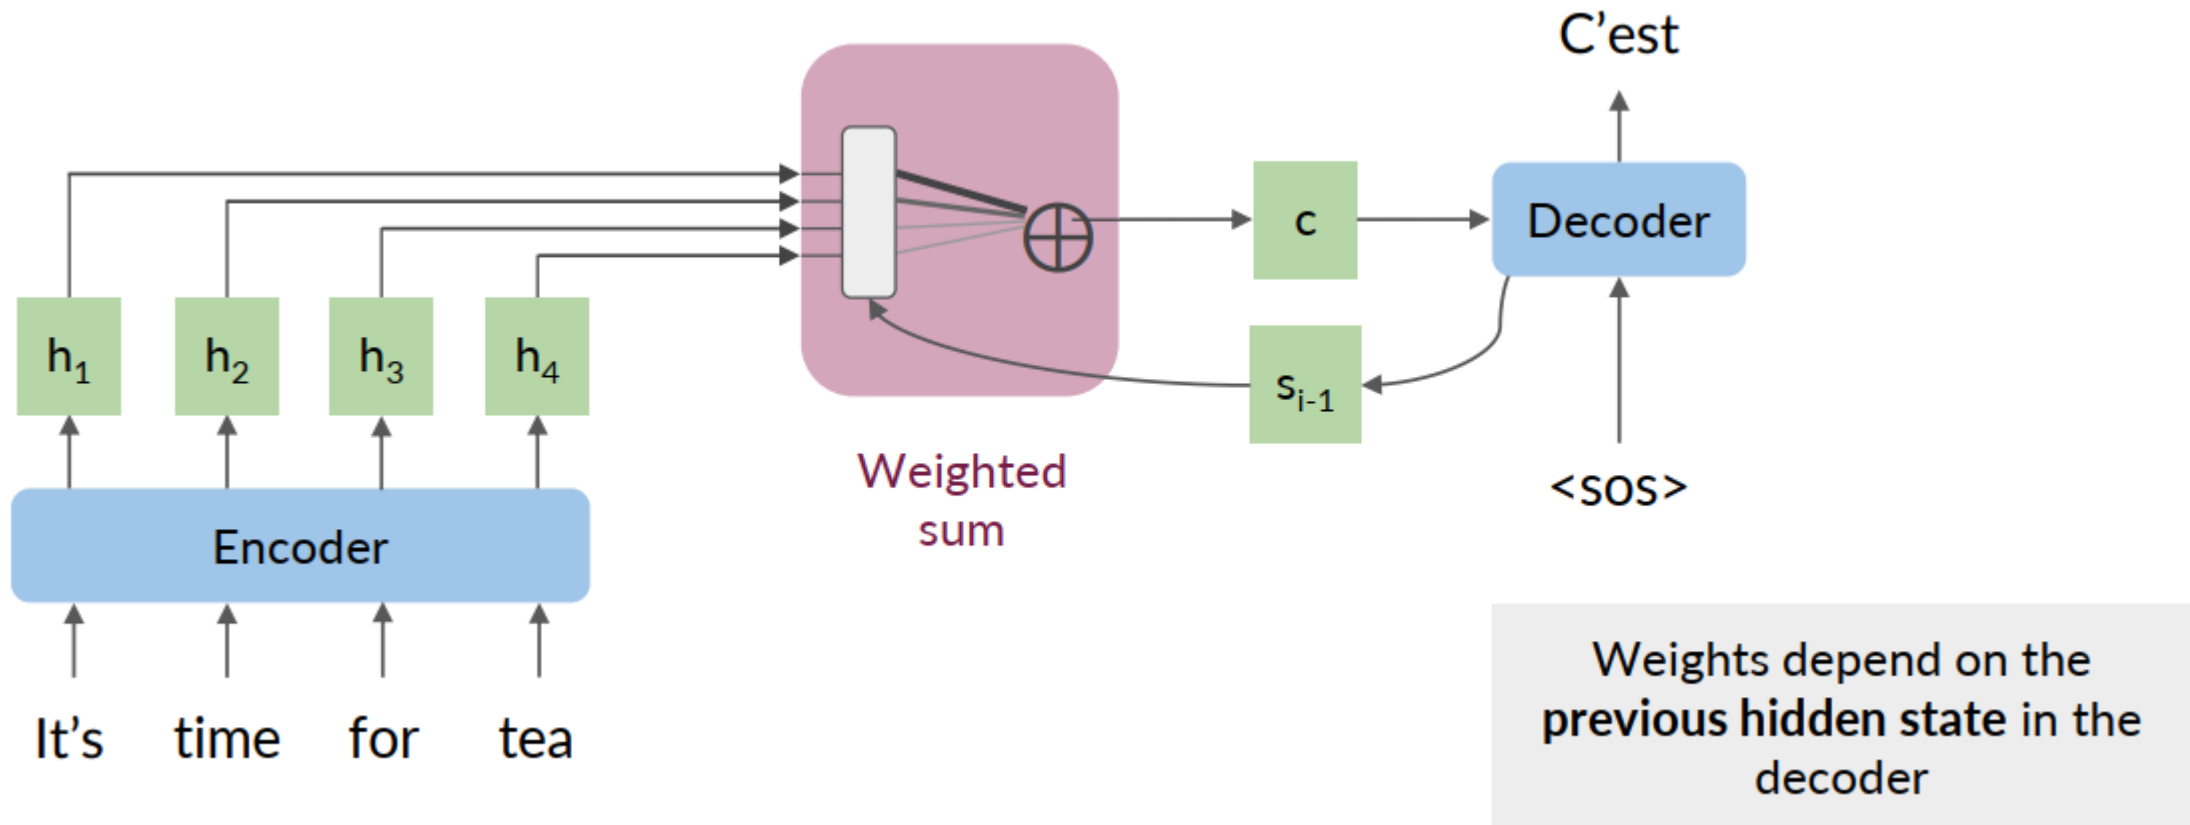 C’est
Decoder
c
h₁ h₂ h₃ h₄
sᵢ₋₁
Weighted
sum
<sos>
Encoder
It’s time for tea
Weights depend on the
previous hidden state in the
decoder